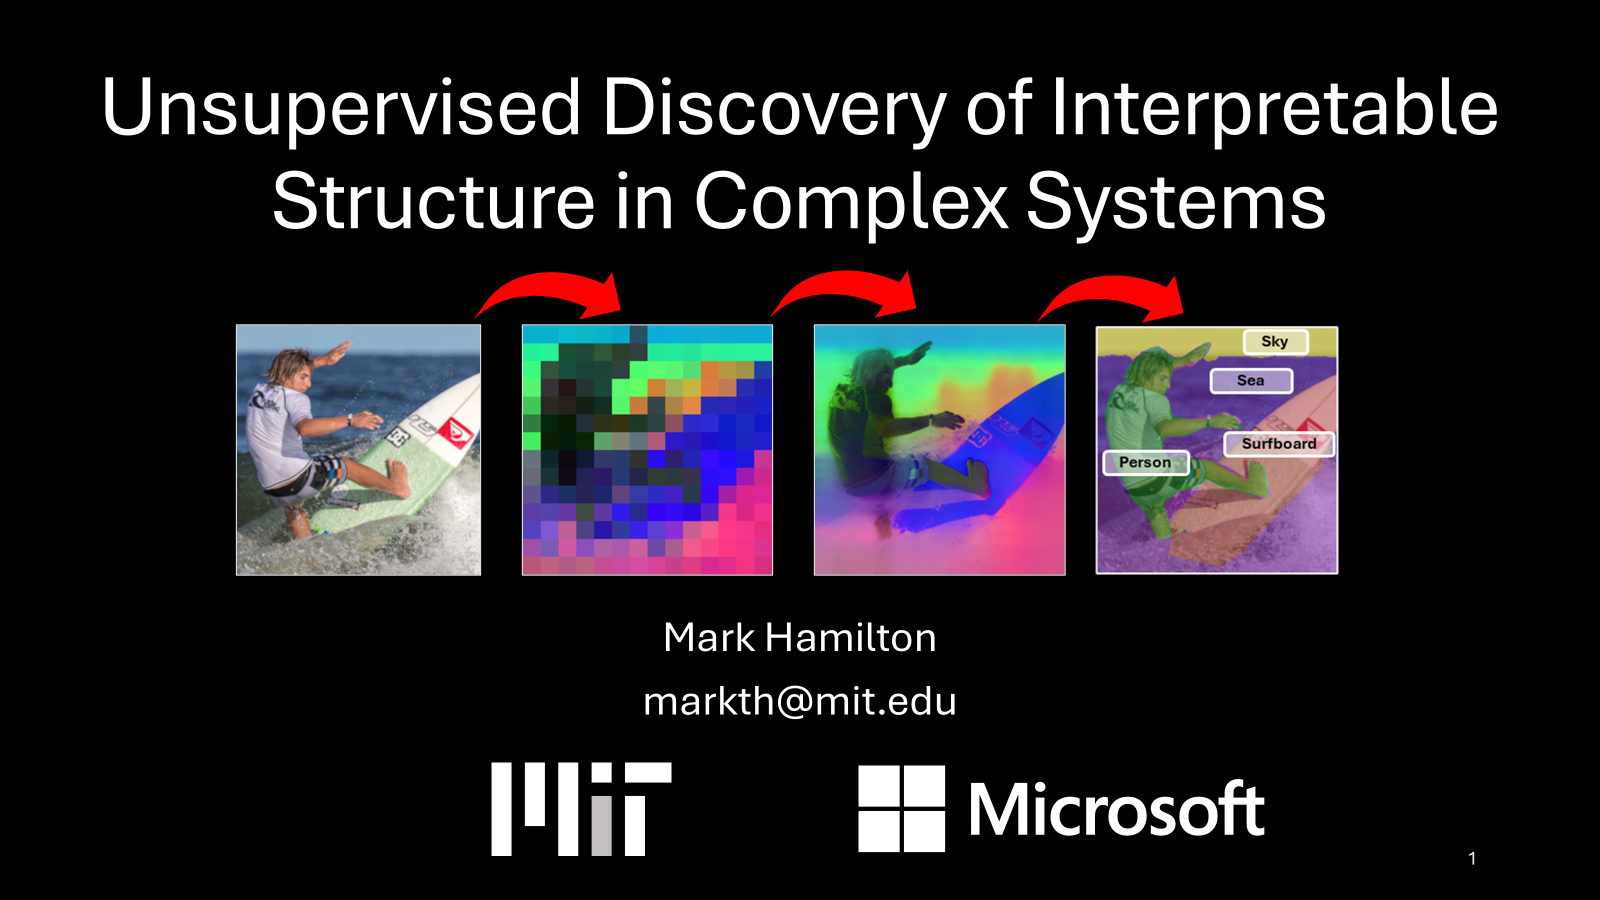 Unsupervised Discovery of Interpretable
Structure in Complex Systems
Sky
Sea
Surfboard
Person
Mark Hamilton
markth@mit.edu
MIT
Microsoft
1